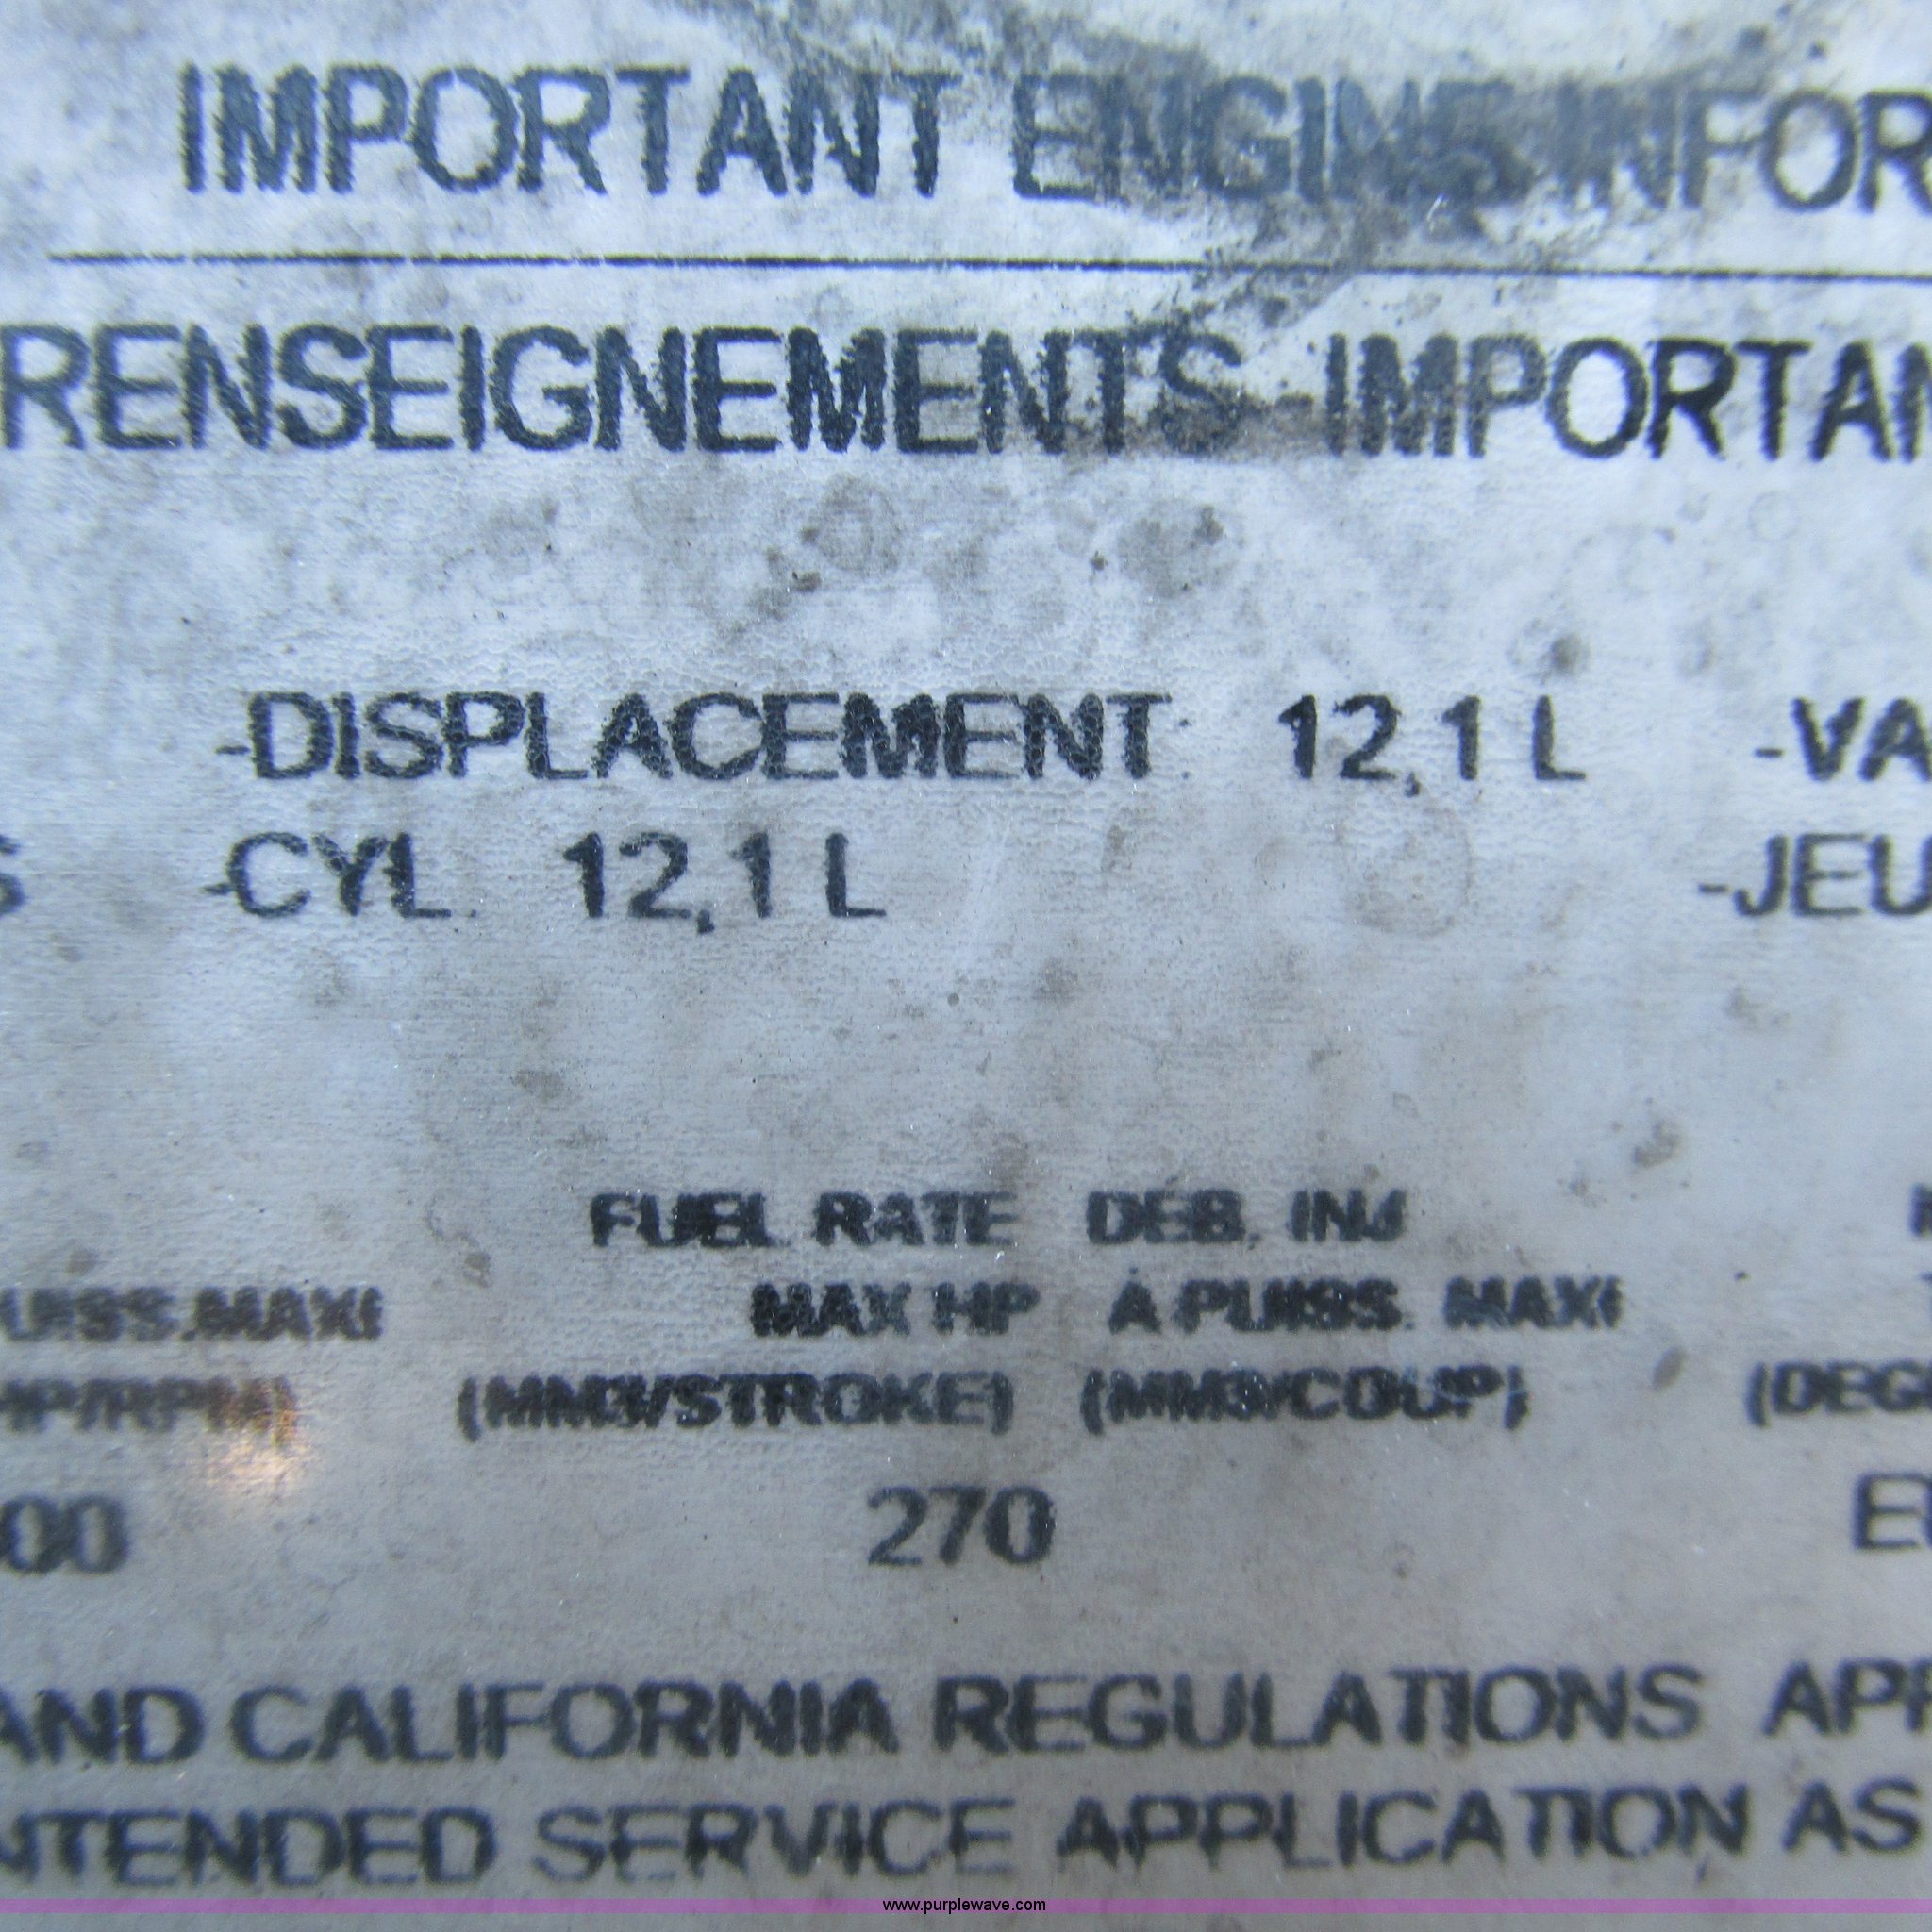 IMPORTANT ENGINE INFOR
RENSEIGNEMENTS IMPORTAN
-DISPLACEMENT 12,1 L -VA
S -CYL. 12,1 L -JEU
FUEL RATE DEB. INJ
UISS.MAXI MAX HP À PUISS. MAXI
HP/RPM) (MM3/STROKE) (MM3/COUP) (DEG
00 270 E
AND CALIFORNIA REGULATIONS APP
NTENDED SERVICE APPLICATION AS
www.purplewave.com